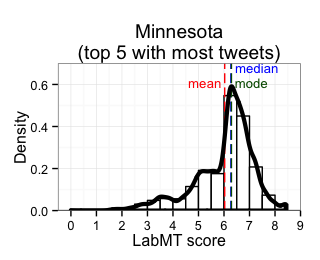 Minnesota
(top 5 with most tweets)
median
mean mode
0.6
0.4
0.2
0.0
Density
0 1 2 3 4 5 6 7 8 9
LabMT score